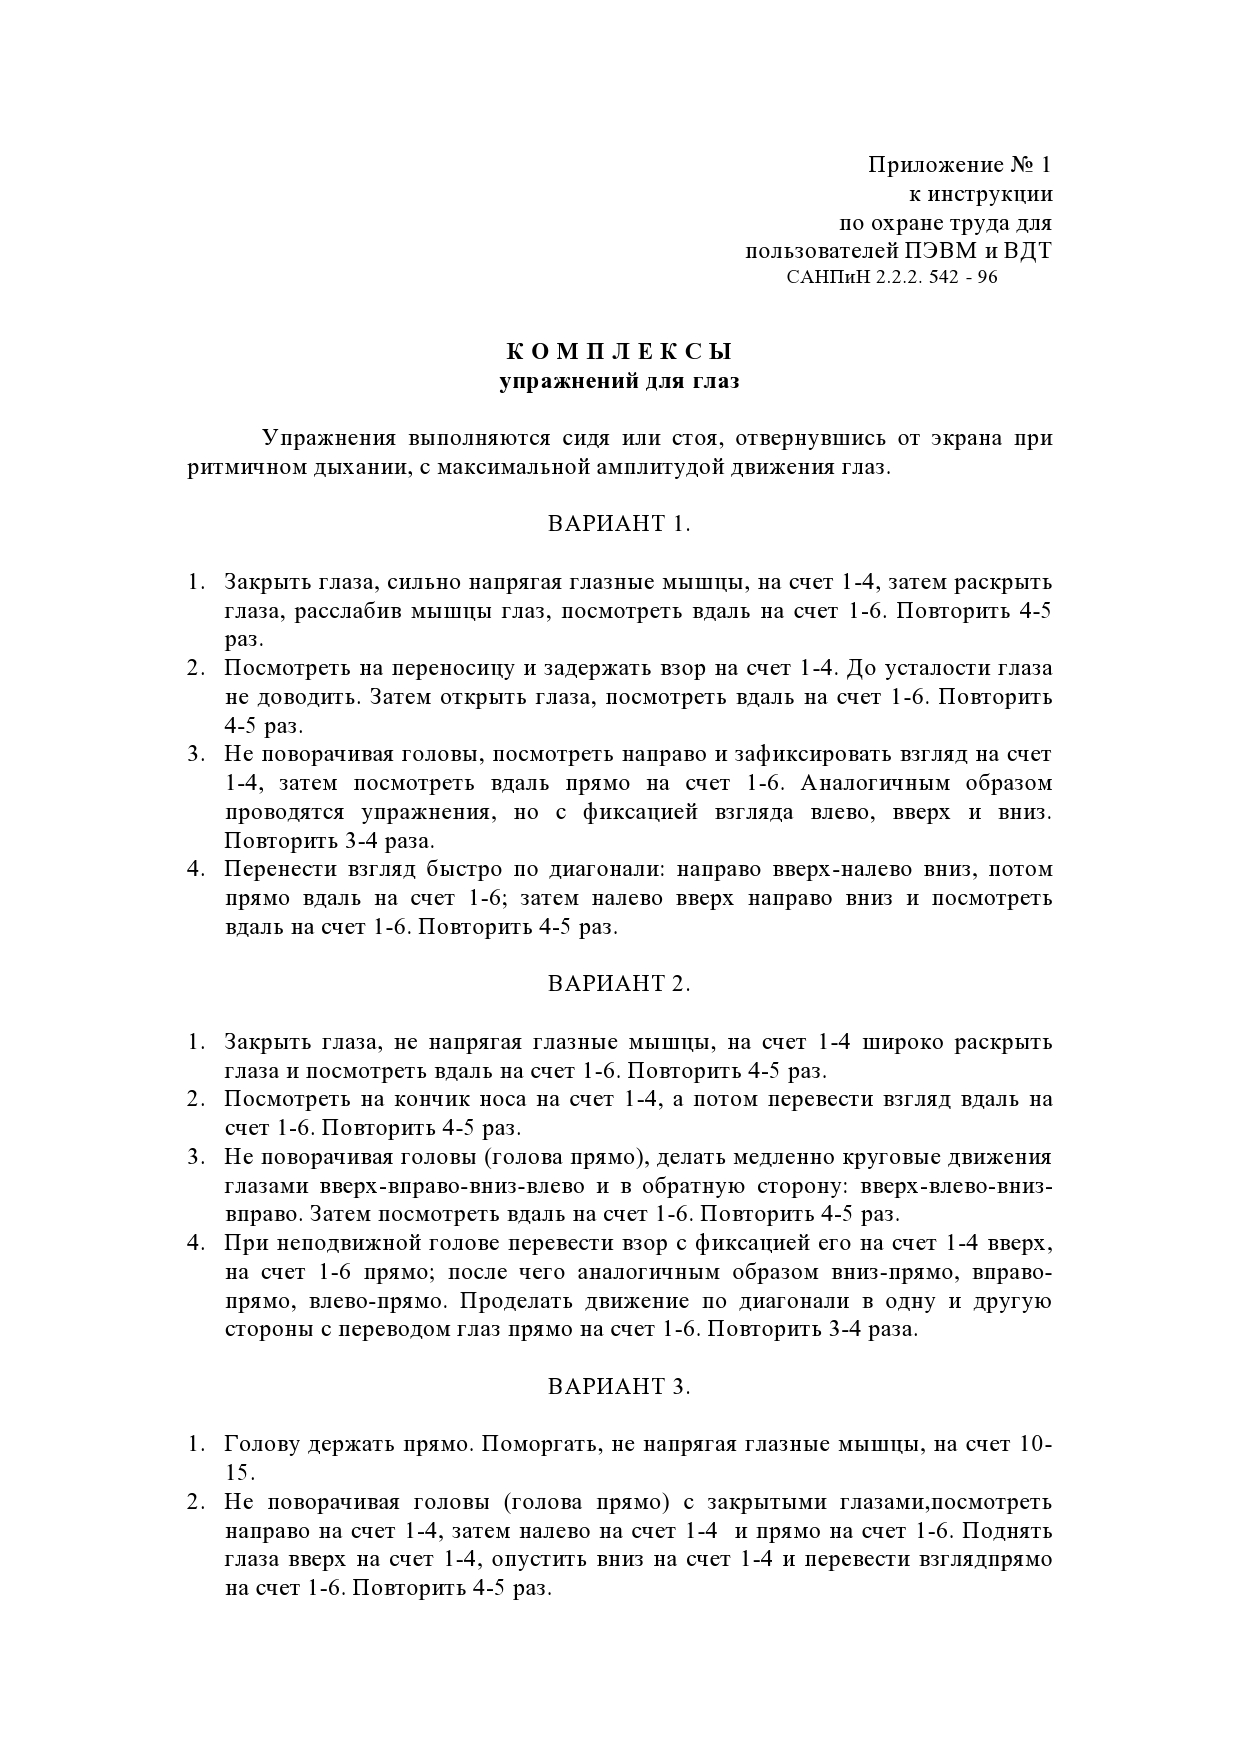 Приложение № 1
к инструкции
по охране труда для
пользователей ПЭВМ и ВДТ
САНПиН 2.2.2. 542 - 96
К О М П Л Е К С Ы
упражнений для глаз
Упражнения выполняются сидя или стоя, отвернувшись от экрана при
ритмичном дыхании, с максимальной амплитудой движения глаз.
ВАРИАНТ 1.
1. Закрыть глаза, сильно напрягая глазные мышцы, на счет 1-4, затем раскрыть
глаза, расслабив мышцы глаз, посмотреть вдаль на счет 1-6. Повторить 4-5
раз.
2. Посмотреть на переносицу и задержать взор на счет 1-4. До усталости глаза
не доводить. Затем открыть глаза, посмотреть вдаль на счет 1-6. Повторить
4-5 раз.
3. Не поворачивая головы, посмотреть направо и зафиксировать взгляд на счет
1-4, затем посмотреть вдаль прямо на счет 1-6. Аналогичным образом
проводятся упражнения, но с фиксацией взгляда влево, вверх и вниз.
Повторить 3-4 раза.
4. Перенести взгляд быстро по диагонали: направо вверх-налево вниз, потом
прямо вдаль на счет 1-6; затем налево вверх направо вниз и посмотреть
вдаль на счет 1-6. Повторить 4-5 раз.
ВАРИАНТ 2.
1. Закрыть глаза, не напрягая глазные мышцы, на счет 1-4 широко раскрыть
глаза и посмотреть вдаль на счет 1-6. Повторить 4-5 раз.
2. Посмотреть на кончик носа на счет 1-4, а потом перевести взгляд вдаль на
счет 1-6. Повторить 4-5 раз.
3. Не поворачивая головы (голова прямо), делать медленно круговые движения
глазами вверх-вправо-вниз-влево и в обратную сторону: вверх-влево-вниз-
вправо. Затем посмотреть вдаль на счет 1-6. Повторить 4-5 раз.
4. При неподвижной голове перевести взор с фиксацией его на счет 1-4 вверх,
на счет 1-6 прямо; после чего аналогичным образом вниз-прямо, вправо-
прямо, влево-прямо. Проделать движение по диагонали в одну и другую
стороны с переводом глаз прямо на счет 1-6. Повторить 3-4 раза.
ВАРИАНТ 3.
1. Голову держать прямо. Поморгать, не напрягая глазные мышцы, на счет 10-
15.
2. Не поворачивая головы (голова прямо) с закрытыми глазами,посмотреть
направо на счет 1-4, затем налево на счет 1-4  и прямо на счет 1-6. Поднять
глаза вверх на счет 1-4, опустить вниз на счет 1-4 и перевести взглядпрямо
на счет 1-6. Повторить 4-5 раз.